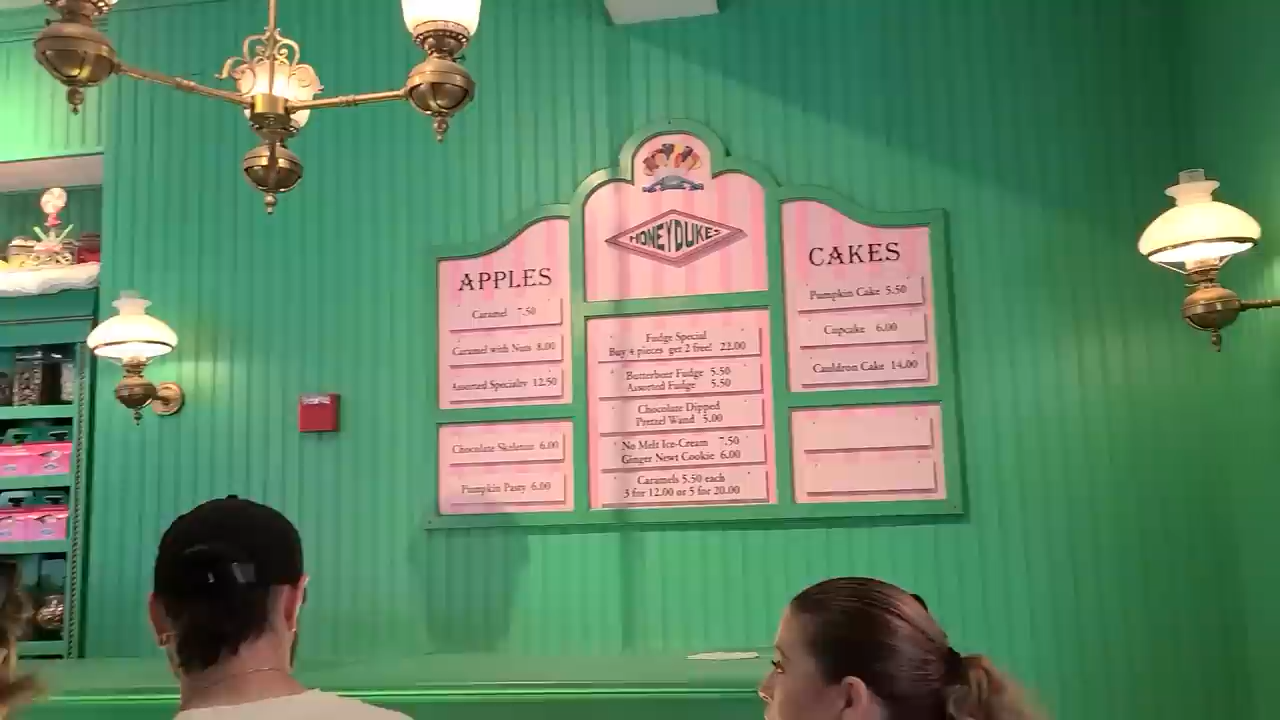 HONEYDUKES
APPLES
Caramel 7.50
Caramel with Nuts 8.00
Assorted Specialty 12.50
Chocolate Skeleton 6.00
Pumpkin Pasty 6.00
Fudge Special
Buy 4 pieces get 2 free! 22.00
Butterbeer Fudge 5.50
Assorted Fudge 5.50
Chocolate Dipped
Pretzel Wand 5.00
No Melt Ice-Cream 7.50
Ginger Newt Cookie 6.00
Caramels 5.50 each
3 for 12.00 or 5 for 20.00
CAKES
Pumpkin Cake 5.50
Cupcake 6.00
Cauldron Cake 14.00